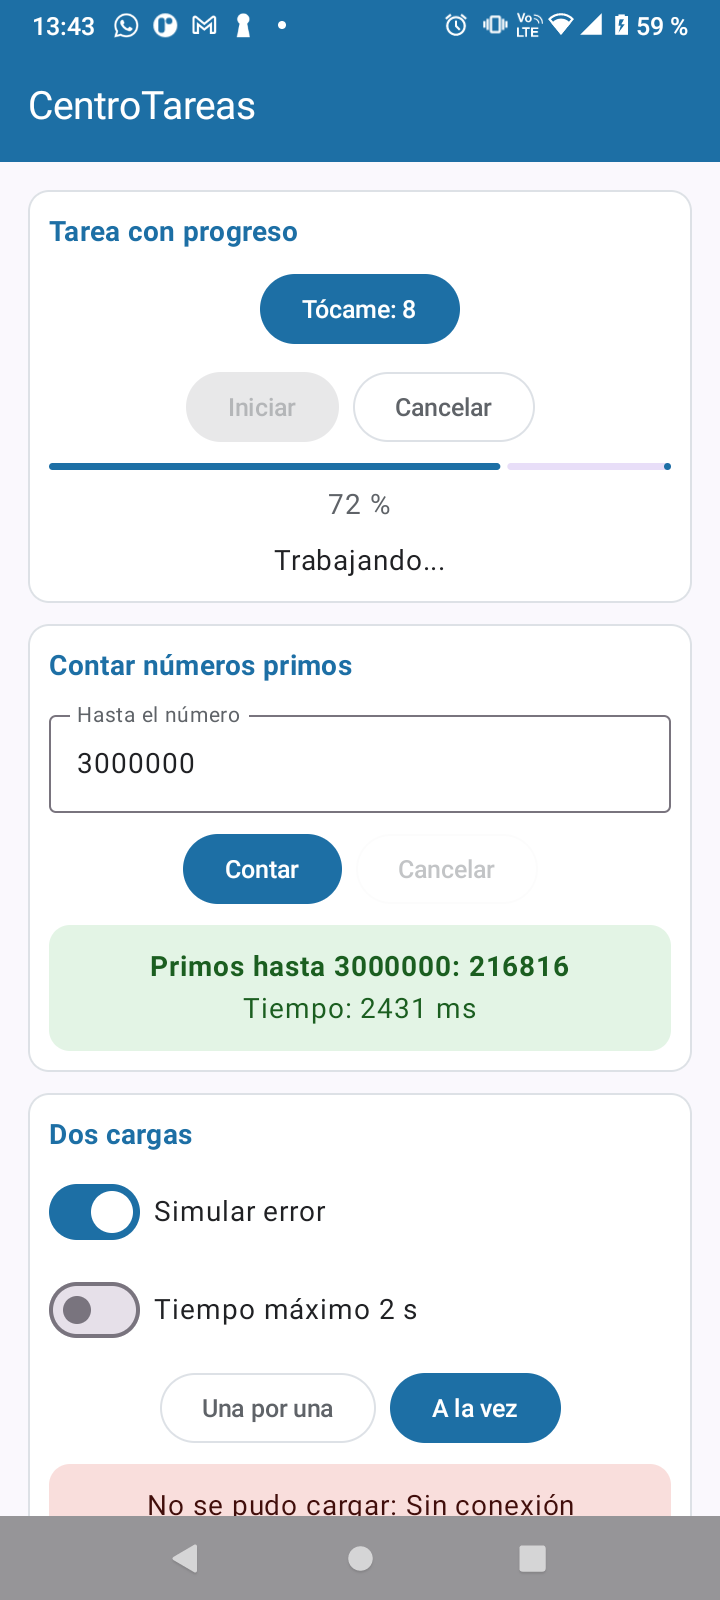 13:43
Vo LTE
59 %
CentroTareas
Tarea con progreso
Tócame: 8
Iniciar
Cancelar
72 %
Trabajando...
Contar números primos
Hasta el número
3000000
Contar
Cancelar
Primos hasta 3000000: 216816
Tiempo: 2431 ms
Dos cargas
Simular error
Tiempo máximo 2 s
Una por una
A la vez
No se pudo cargar: Sin conexión